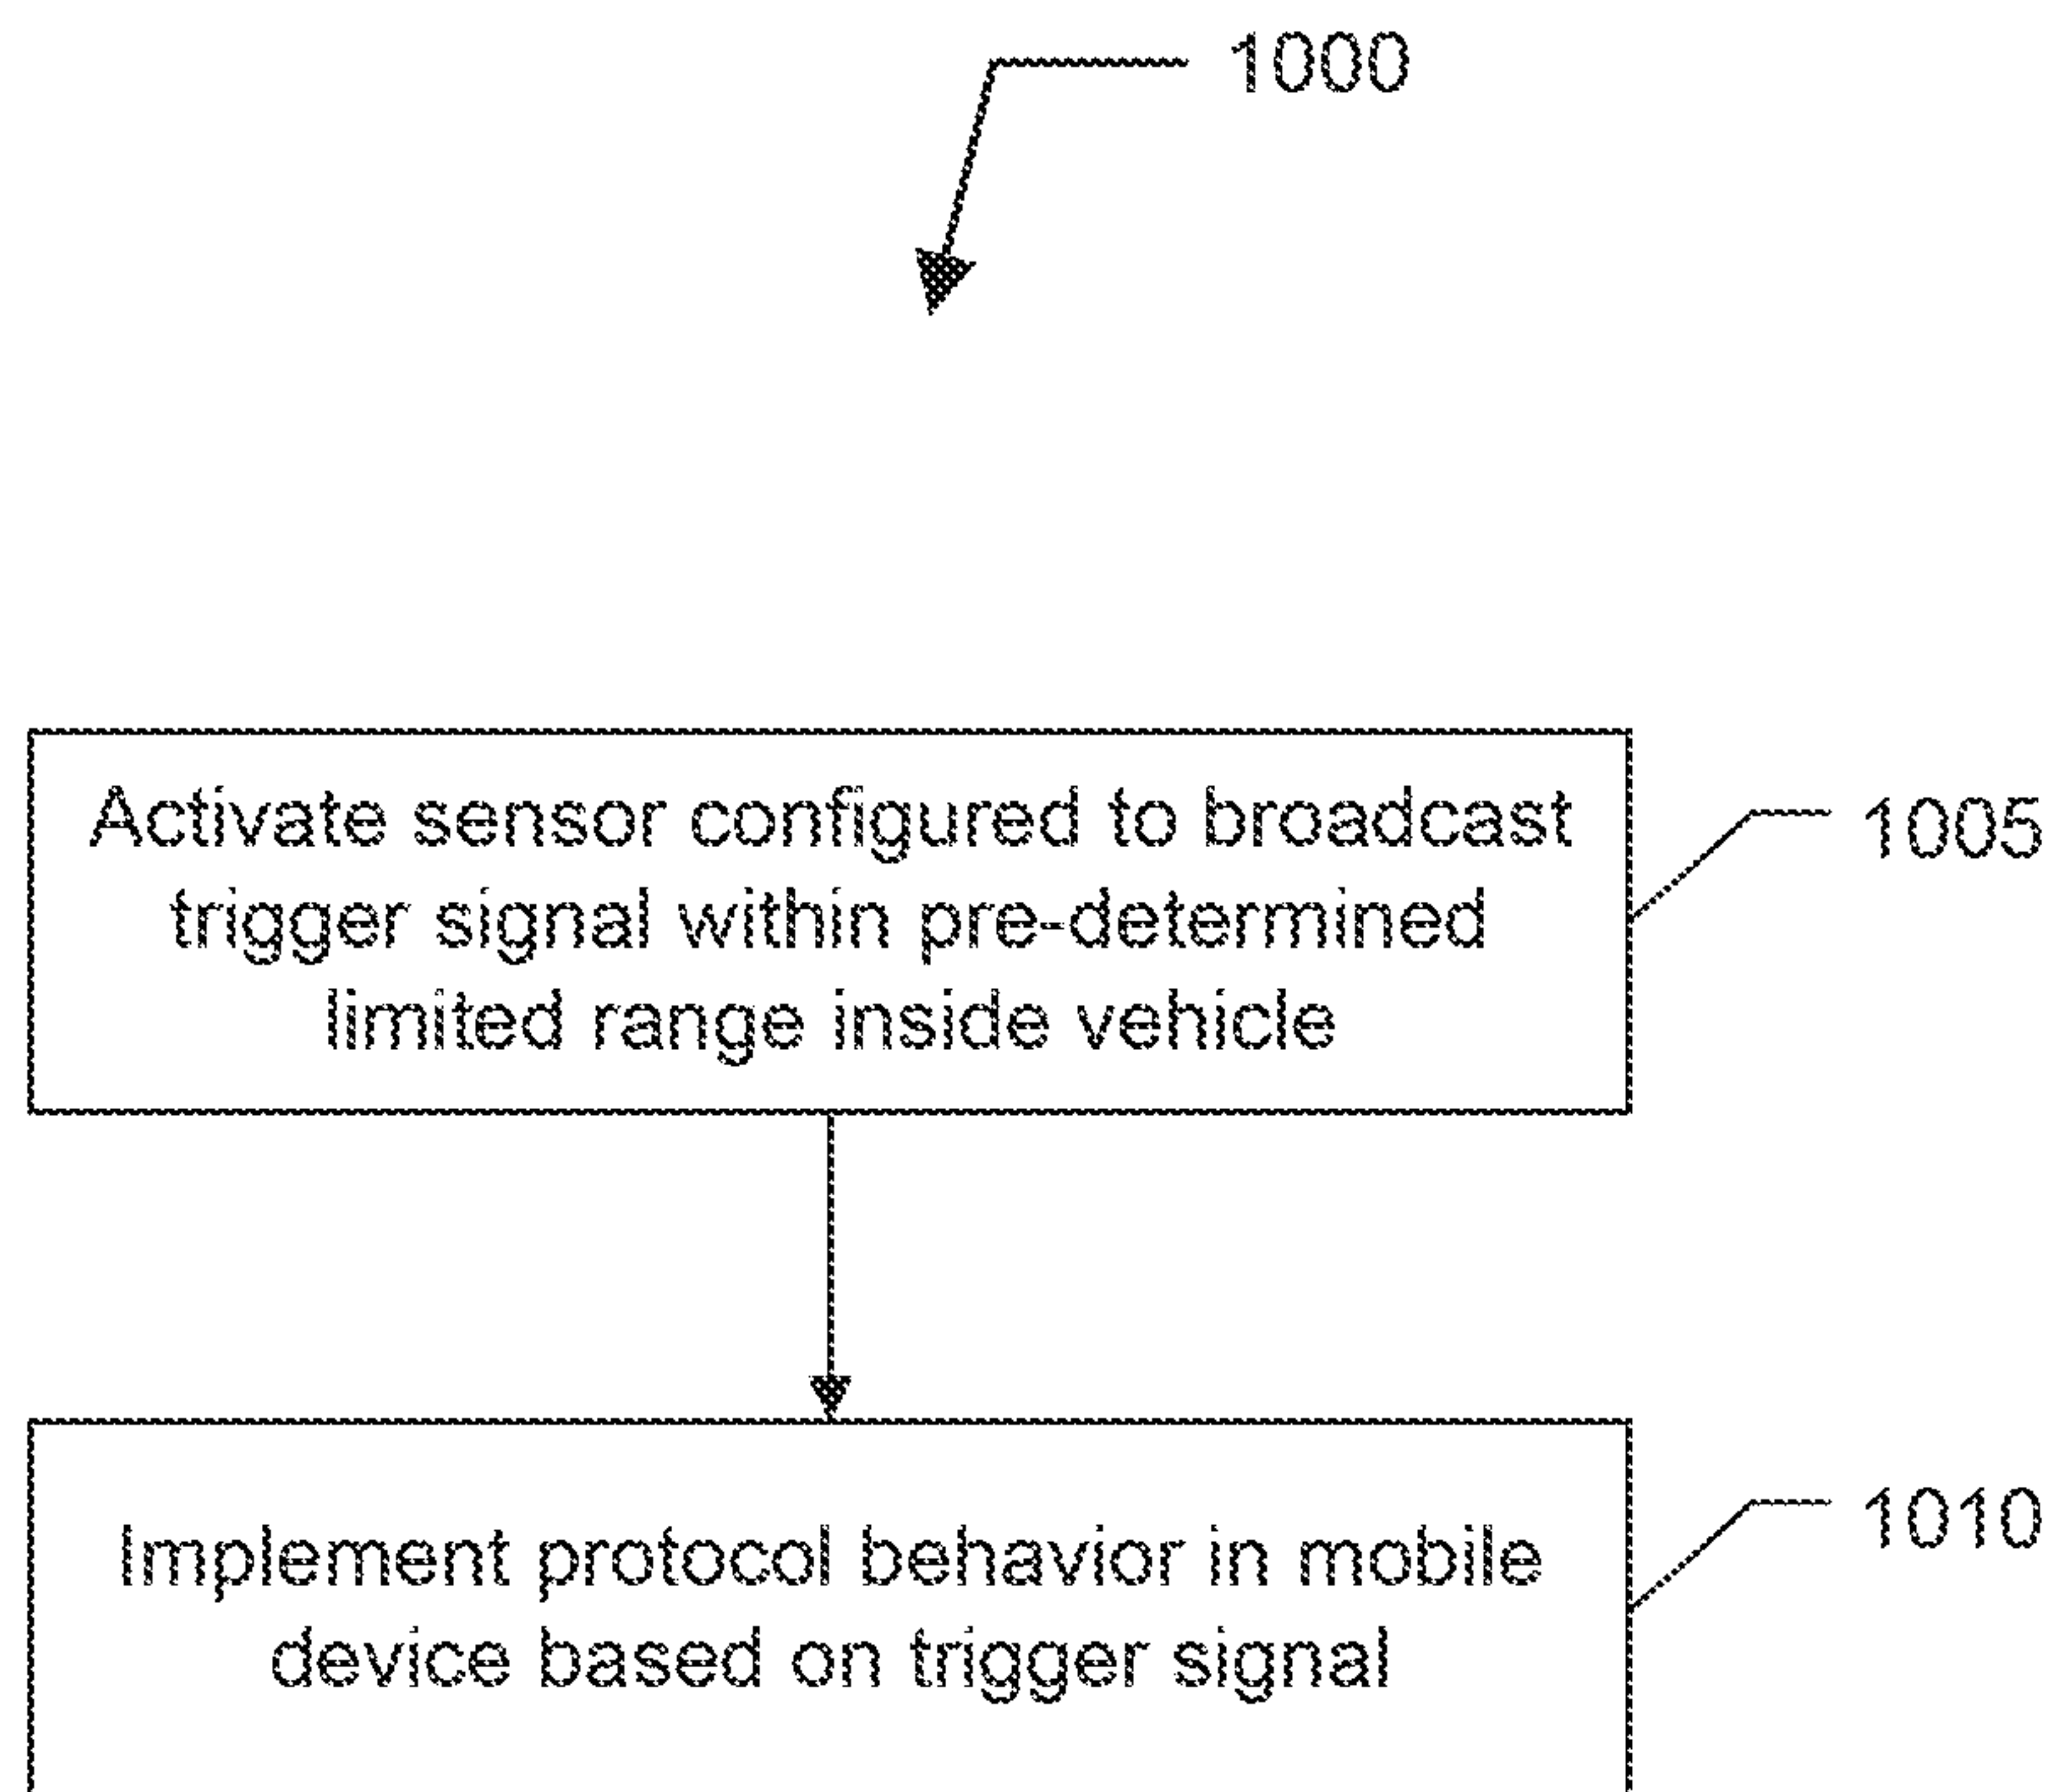 1000
Activate sensor configured to broadcast
trigger signal within pre-determined
limited range inside vehicle
1005
Implement protocol behavior in mobile
device based on trigger signal
1010